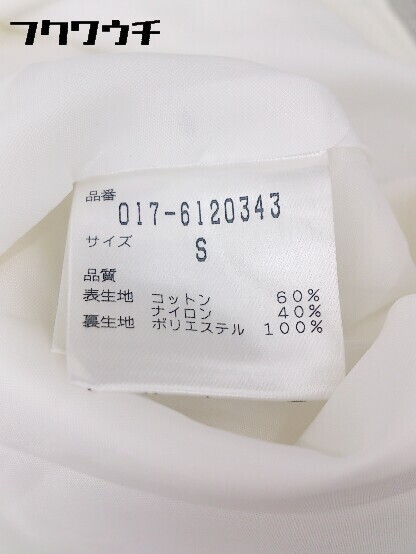 フクワウチ
品番
017-6120343
サイズ
S
品質
表生地 コットン 60%
ナイロン 40%
裏生地 ポリエステル 100%